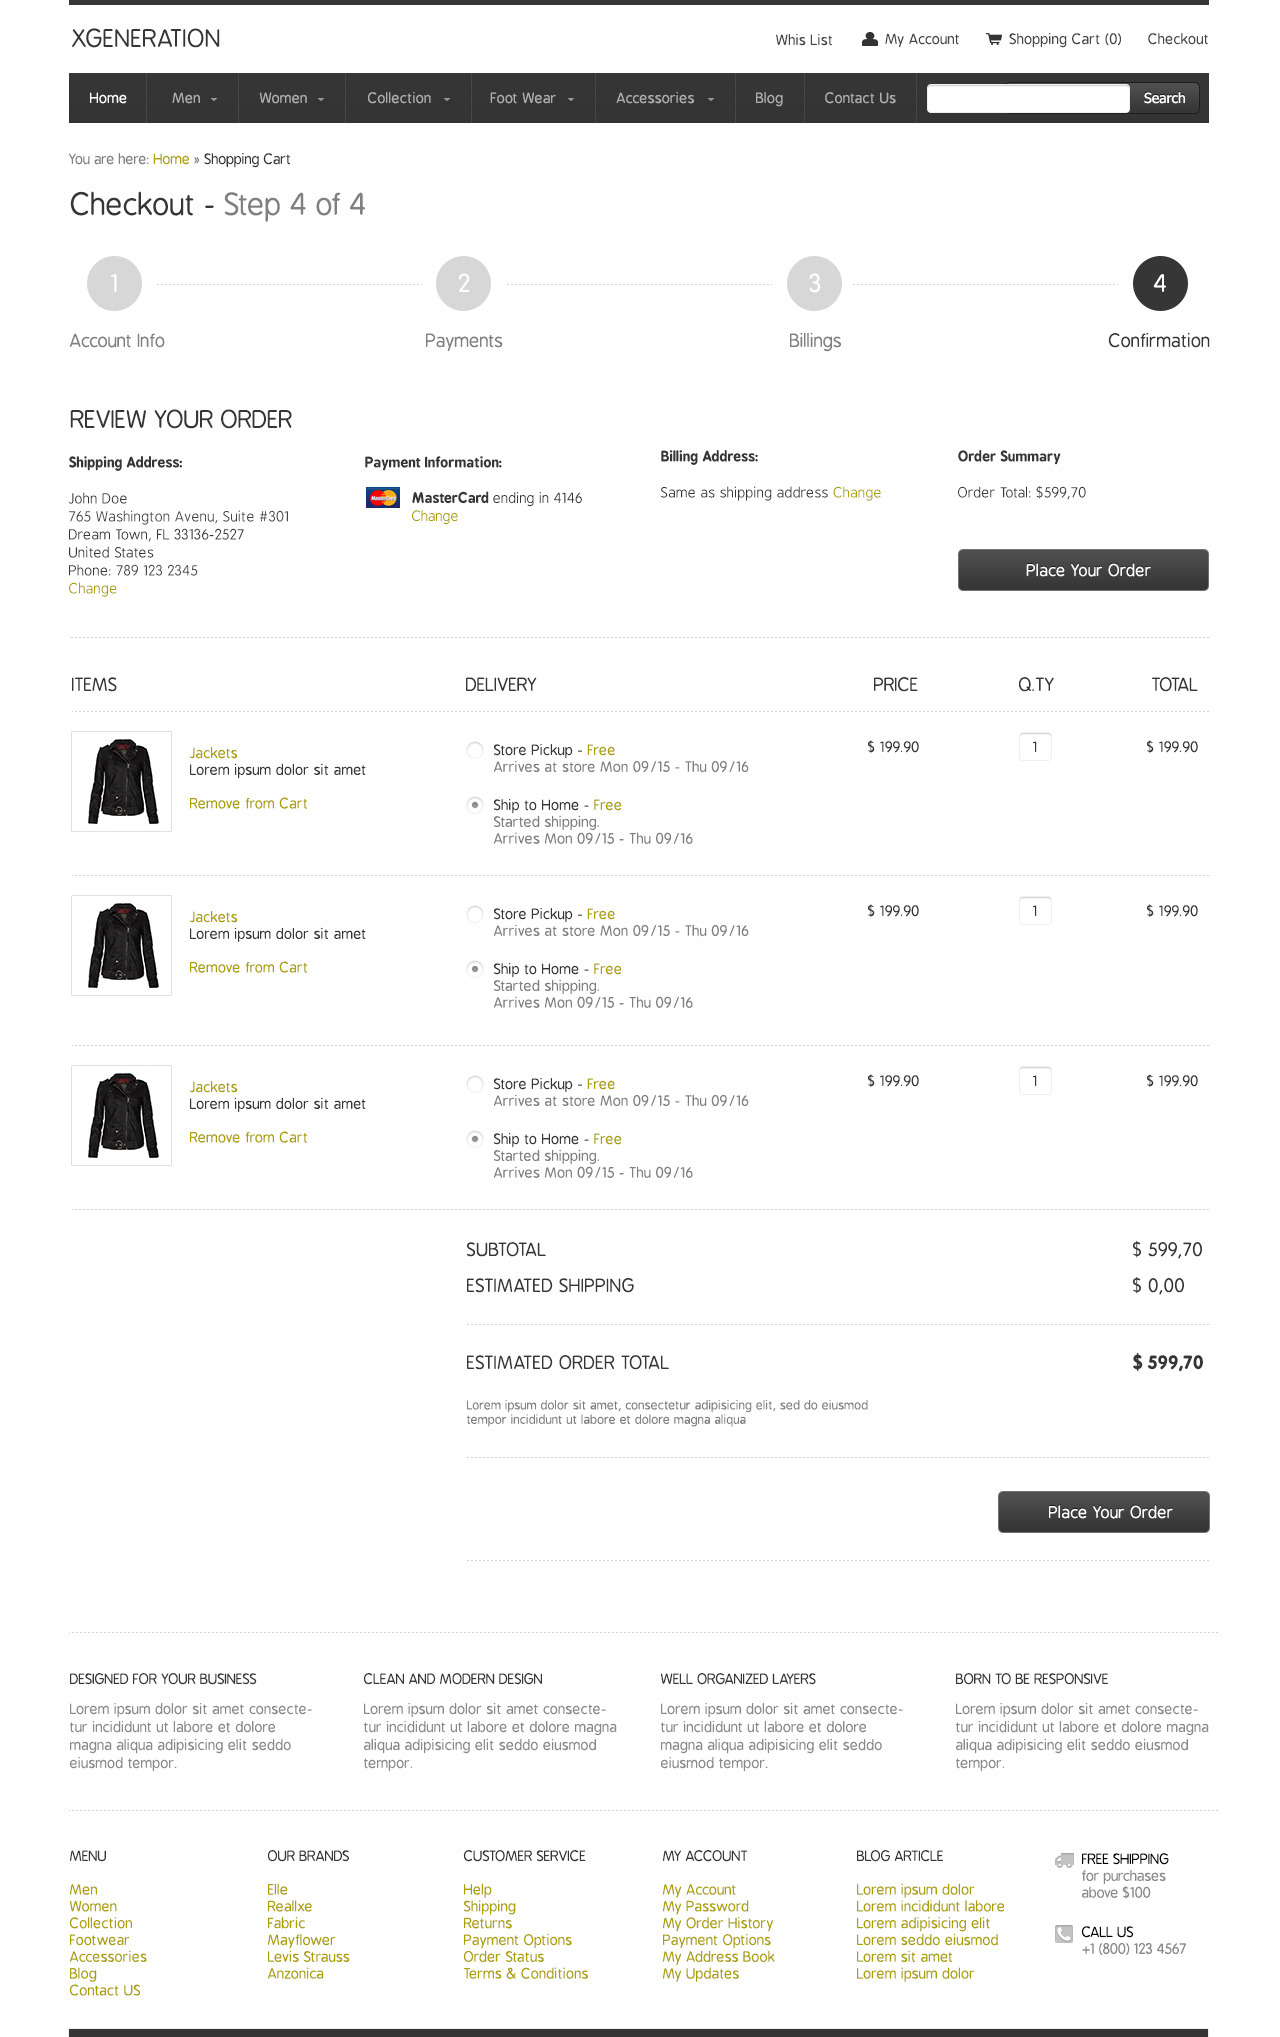 XGENERATION
Whis List My Account Shopping Cart (0) Checkout
Home Men Women Collection Foot Wear Accessories Blog Contact Us Search
You are here: Home » Shopping Cart
Checkout - Step 4 of 4
1 2 3 4
Account Info Payments Billings Confirmation
REVIEW YOUR ORDER
Shipping Address:
John Doe
765 Washington Avenu, Suite #301
Dream Town, FL 33136-2527
United States
Phone: 789 123 2345
Change
Payment Information:
MasterCard
MasterCard ending in 4146
Change
Billing Address:
Same as shipping address Change
Order Summary
Order Total: $599,70
Place Your Order
ITEMS DELIVERY PRICE Q.TY TOTAL
Jackets
Lorem ipsum dolor sit amet
Remove from Cart
Store Pickup - Free
Arrives at store Mon 09/15 - Thu 09/16
Ship to Home - Free
Started shipping.
Arrives Mon 09/15 - Thu 09/16
$ 199.90 1 $ 199.90
Jackets
Lorem ipsum dolor sit amet
Remove from Cart
Store Pickup - Free
Arrives at store Mon 09/15 - Thu 09/16
Ship to Home - Free
Started shipping.
Arrives Mon 09/15 - Thu 09/16
$ 199.90 1 $ 199.90
Jackets
Lorem ipsum dolor sit amet
Remove from Cart
Store Pickup - Free
Arrives at store Mon 09/15 - Thu 09/16
Ship to Home - Free
Started shipping.
Arrives Mon 09/15 - Thu 09/16
$ 199.90 1 $ 199.90
SUBTOTAL $ 599,70
ESTIMATED SHIPPING $ 0,00
ESTIMATED ORDER TOTAL $ 599,70
Lorem ipsum dolor sit amet, consectetur adipisicing elit, sed do eiusmod
tempor incididunt ut labore et dolore magna aliqua
Place Your Order
DESIGNED FOR YOUR BUSINESS
Lorem ipsum dolor sit amet consecte-
tur incididunt ut labore et dolore
magna aliqua adipisicing elit seddo
eiusmod tempor.
CLEAN AND MODERN DESIGN
Lorem ipsum dolor sit amet consecte-
tur incididunt ut labore et dolore magna
aliqua adipisicing elit seddo eiusmod
tempor.
WELL ORGANIZED LAYERS
Lorem ipsum dolor sit amet consecte-
tur incididunt ut labore et dolore
magna aliqua adipisicing elit seddo
eiusmod tempor.
BORN TO BE RESPONSIVE
Lorem ipsum dolor sit amet consecte-
tur incididunt ut labore et dolore magna
aliqua adipisicing elit seddo eiusmod
tempor.
MENU
Men
Women
Collection
Footwear
Accessories
Blog
Contact US
OUR BRANDS
Elle
Reallxe
Fabric
Mayflower
Levis Strauss
Anzonica
CUSTOMER SERVICE
Help
Shipping
Returns
Payment Options
Order Status
Terms & Conditions
MY ACCOUNT
My Account
My Password
My Order History
Payment Options
My Address Book
My Updates
BLOG ARTICLE
Lorem ipsum dolor
Lorem incididunt labore
Lorem adipisicing elit
Lorem seddo eiusmod
Lorem sit amet
Lorem ipsum dolor
FREE SHIPPING
for purchases
above $100
CALL US
+1 (800) 123 4567